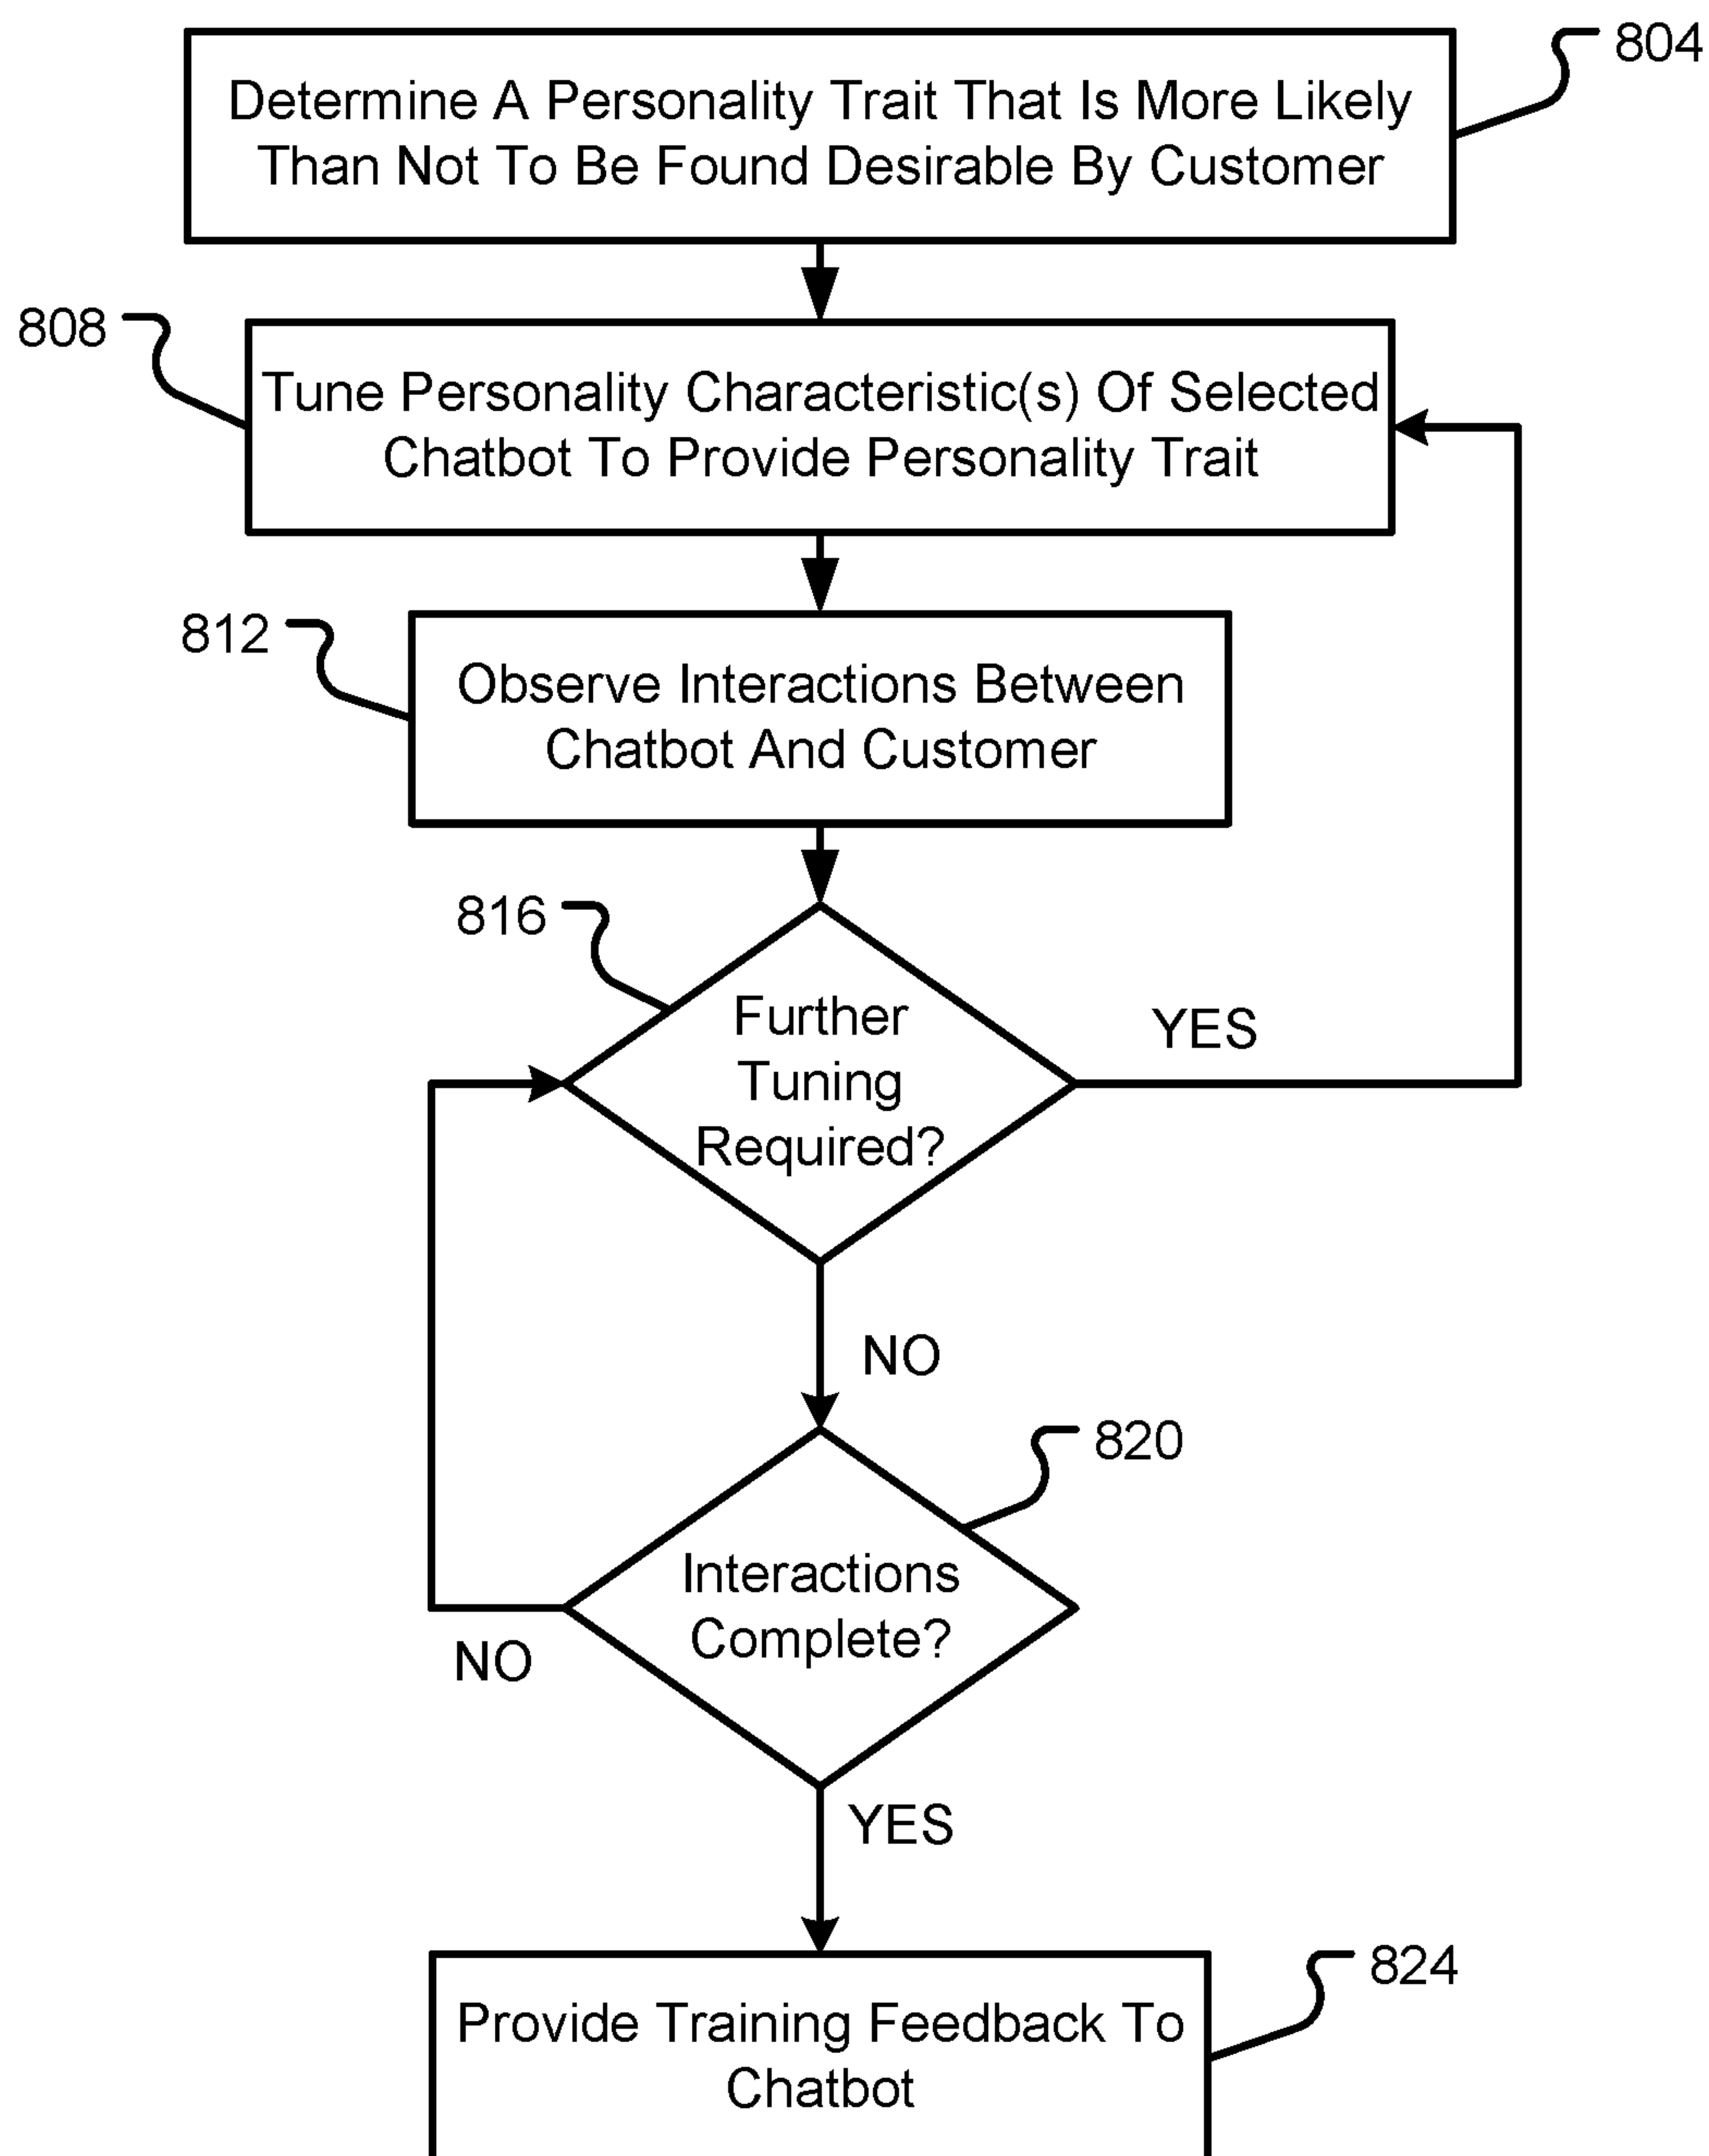 804
Determine A Personality Trait That Is More Likely
Than Not To Be Found Desirable By Customer
808
Tune Personality Characteristic(s) Of Selected
Chatbot To Provide Personality Trait
812
Observe Interactions Between
Chatbot And Customer
816
Further
Tuning
Required?
YES
NO
820
Interactions
Complete?
NO
YES
824
Provide Training Feedback To
Chatbot